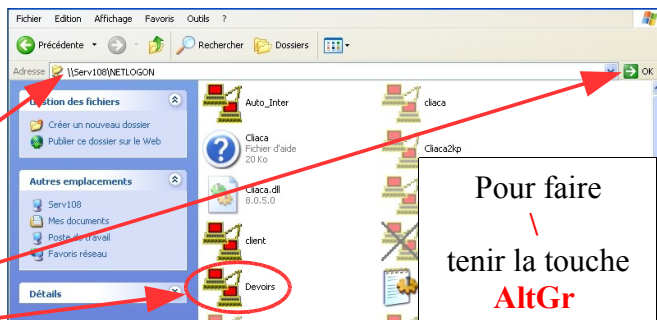 Fichier Edition Affichage Favoris Outils ?
Précédente Rechercher Dossiers
Adresse \\Serv108\NETLOGON OK
Gestion des fichiers
Créer un nouveau dossier
Publier ce dossier sur le Web
Autres emplacements
Serv108
Mes documents
Poste de travail
Favoris réseau
Détails
Auto_Inter
cliaca
Cliaca
Fichier d'aide
20 Ko
Cliaca2kp
Cliaca.dll
8.0.5.0
client
Devoirs
Pour faire
\
tenir la touche
AltGr